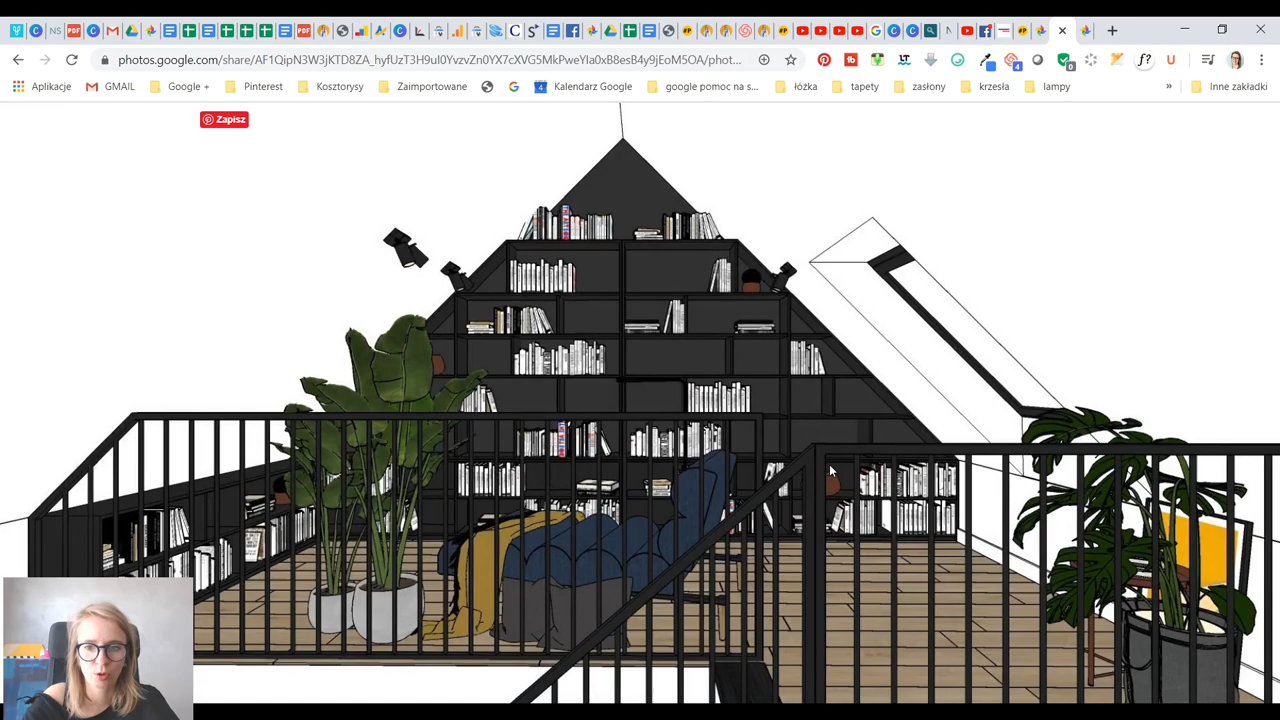 photos.google.com/share/AF1QipN3W3jKTD8ZA_hyfUzT3H9uI0YvzvZn0YX7cXVG5MkPweYIa0xB8esB4y9jEoM5OA/phot...
Aplikacje GMAIL Google + Pinterest Kosztorysy Zaimportowane Kalendarz Google google pomoc na s... łóżka tapety zasłony krzesła lampy » Inne zakładki
Zapisz